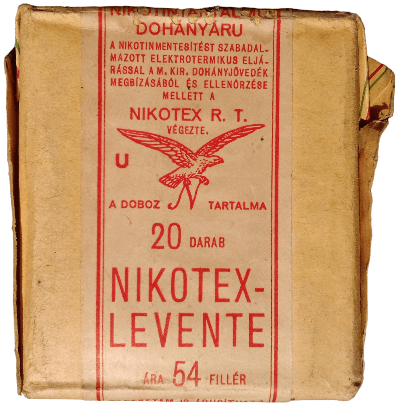 DOHÁNYÁRU
A NIKOTINMENTESÍTÉST SZABADAL-
MAZOTT ELEKTROTERMIKUS ELJÁ-
RÁSSAL A M. KIR. DOHÁNYJÖVEDÉK
MEGBÍZÁSÁBÓL ÉS ELLENŐRZÉSE
MELLETT A
NIKOTEX R. T.
VÉGEZTE.
U
N
A DOBOZ TARTALMA
20 DARAB
NIKOTEX-
LEVENTE
ÁRA 54 FILLÉR